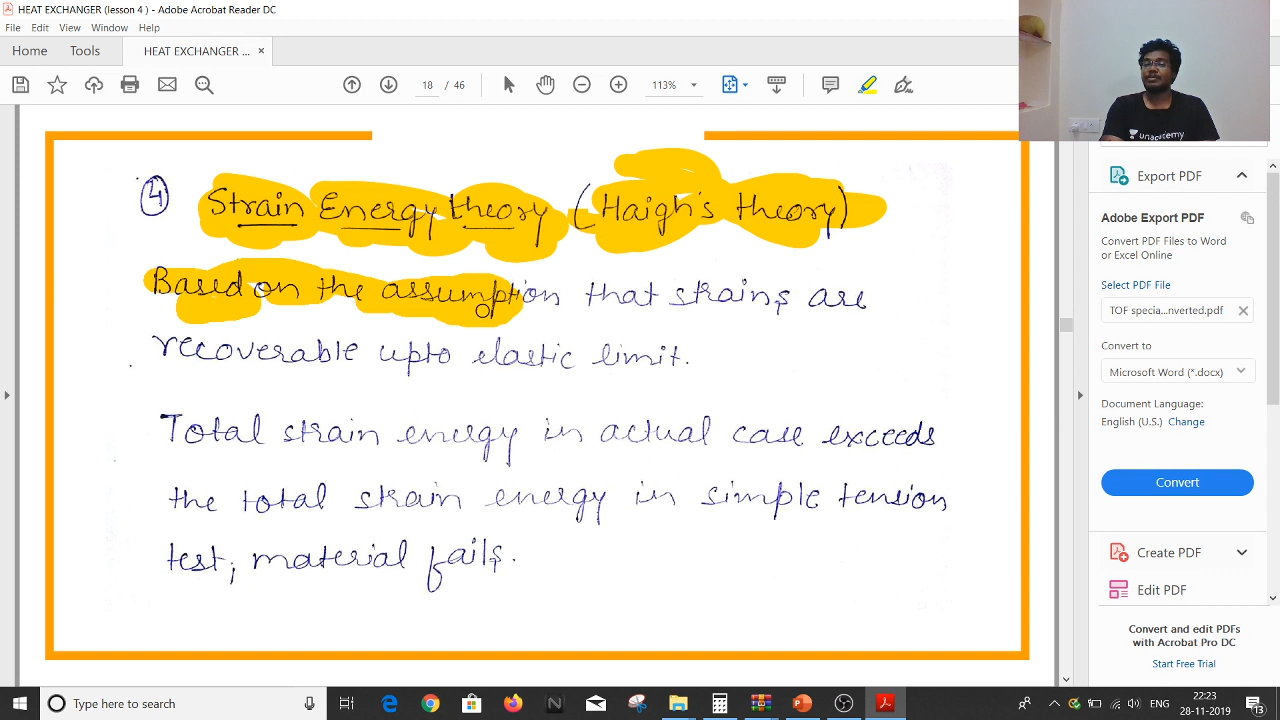 HEAT EXCHANGER (lesson 4 ) - Adobe Acrobat Reader DC
File Edit View Window Help
Home Tools HEAT EXCHANGER ... ×
18 / 46 113%
unacademy
④ Strain Energy theory (Haigh's theory)
Based on the assumption that strains are
recoverable upto elastic limit.
Total strain energy in actual case exceeds
the total strain energy in simple tension
test; material fails.
Export PDF
Adobe Export PDF
Convert PDF Files to Word
or Excel Online
Select PDF File
TOF specia...nverted.pdf
Convert to
Microsoft Word (*.docx)
Document Language:
English (U.S.) Change
Convert
Create PDF
Edit PDF
Convert and edit PDFs
with Acrobat Pro DC
Start Free Trial
Type here to search
ENG
22:23
28-11-2019
13